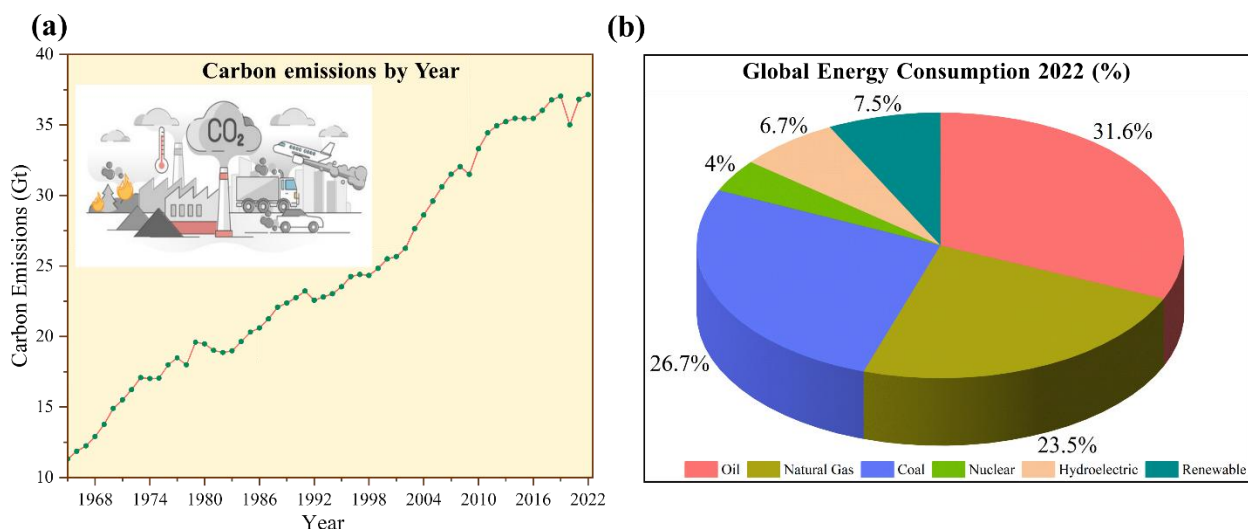 (a)
Carbon emissions by Year
CO2
Carbon Emissions (Gt)
40
35
30
25
20
15
10
1968 1974 1980 1986 1992 1998 2004 2010 2016 2022
Year
(b)
Global Energy Consumption 2022 (%)
7.5%
6.7%
4%
31.6%
26.7%
23.5%
Oil Natural Gas Coal Nuclear Hydroelectric Renewable